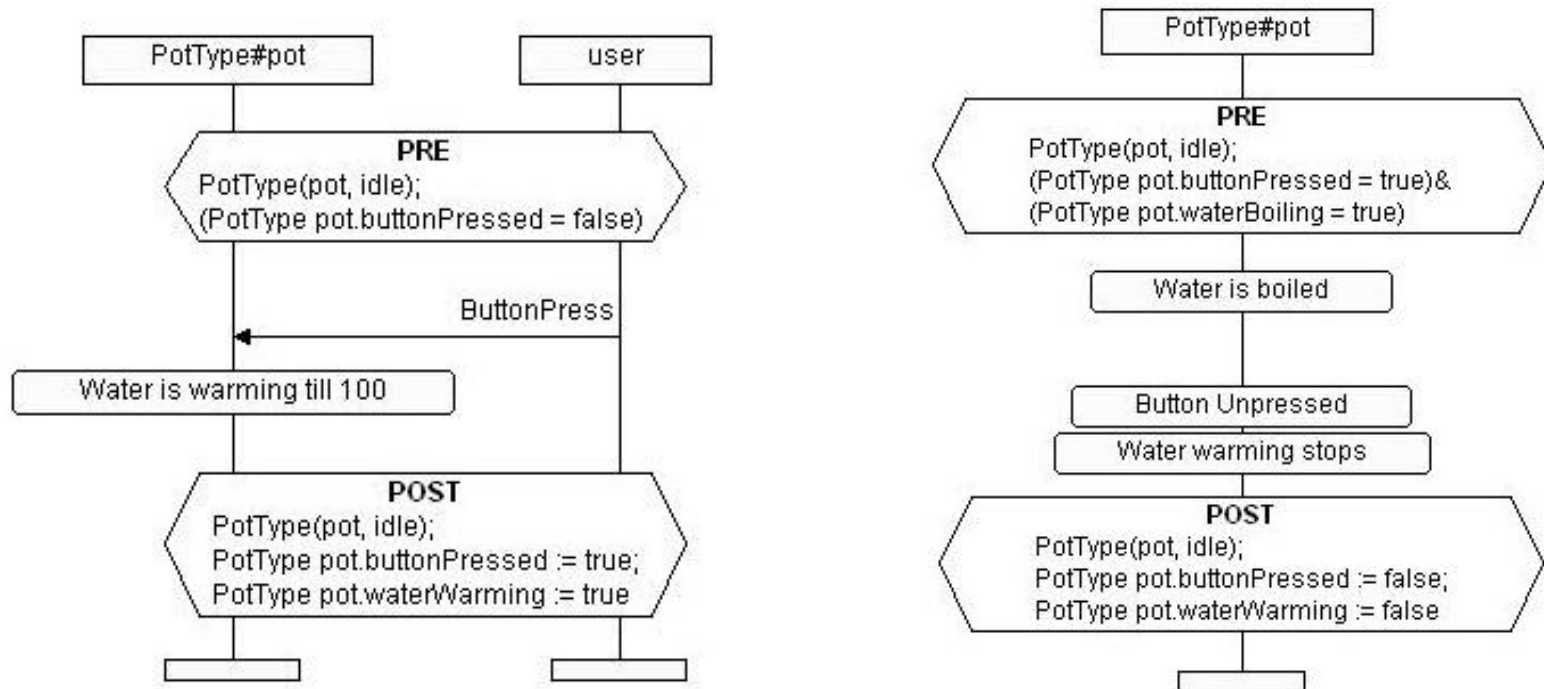 PotType#pot
user
PRE
PotType(pot, idle);
(PotType pot.buttonPressed = false)
ButtonPress
Water is warming till 100
POST
PotType(pot, idle);
PotType pot.buttonPressed := true;
PotType pot.waterWarming := true
PotType#pot
PRE
PotType(pot, idle);
(PotType pot.buttonPressed = true)&
(PotType pot.waterBoiling = true)
Water is boiled
Button Unpressed
Water warming stops
POST
PotType(pot, idle);
PotType pot.buttonPressed := false;
PotType pot.waterWarming := false